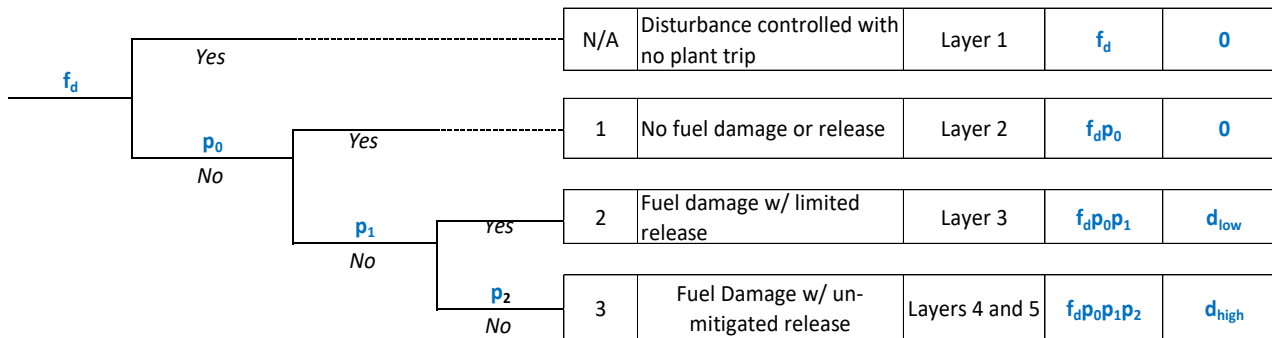 f_d
Yes
No
p_0
Yes
No
p_1
Yes
No
p_2
N/A
Disturbance controlled with
no plant trip
Layer 1
f_d
0
1
No fuel damage or release
Layer 2
f_dp_0
0
2
Fuel damage w/ limited
release
Layer 3
f_dp_0p_1
d_low
3
Fuel Damage w/ un-
mitigated release
Layers 4 and 5
f_dp_0p_1p_2
d_high